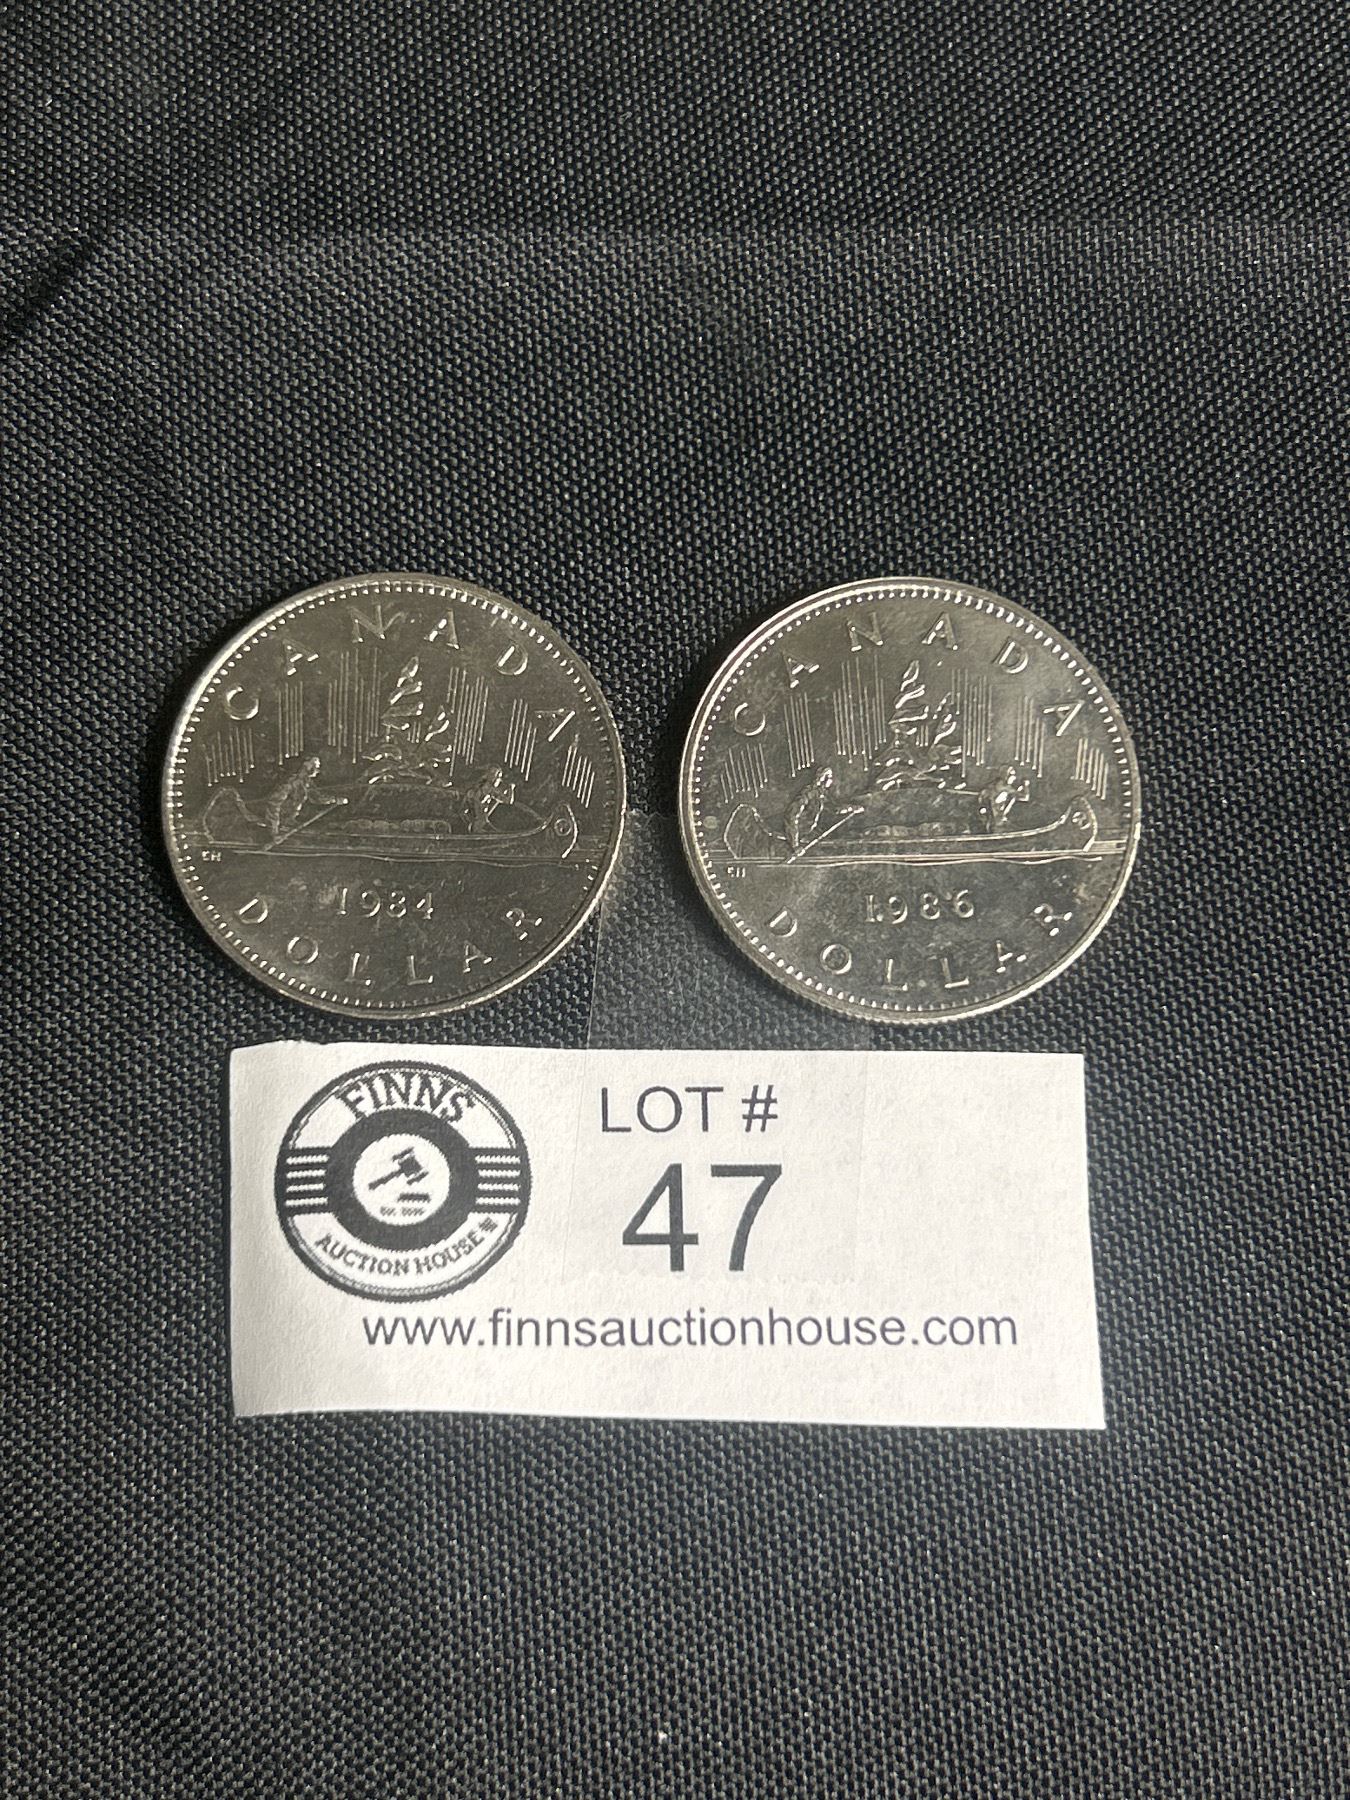 CANADA
1984
DOLLAR
CANADA
1986
DOLLAR
FINNS
AUCTION HOUSE
LOT #
47
www.finnsauctionhouse.com